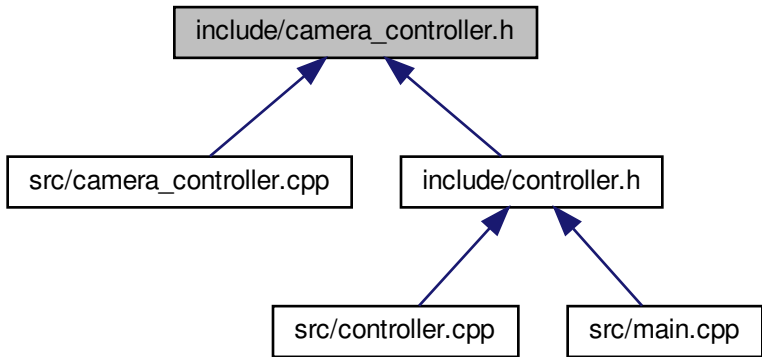 include/camera_controller.h
src/camera_controller.cpp
include/controller.h
src/controller.cpp
src/main.cpp